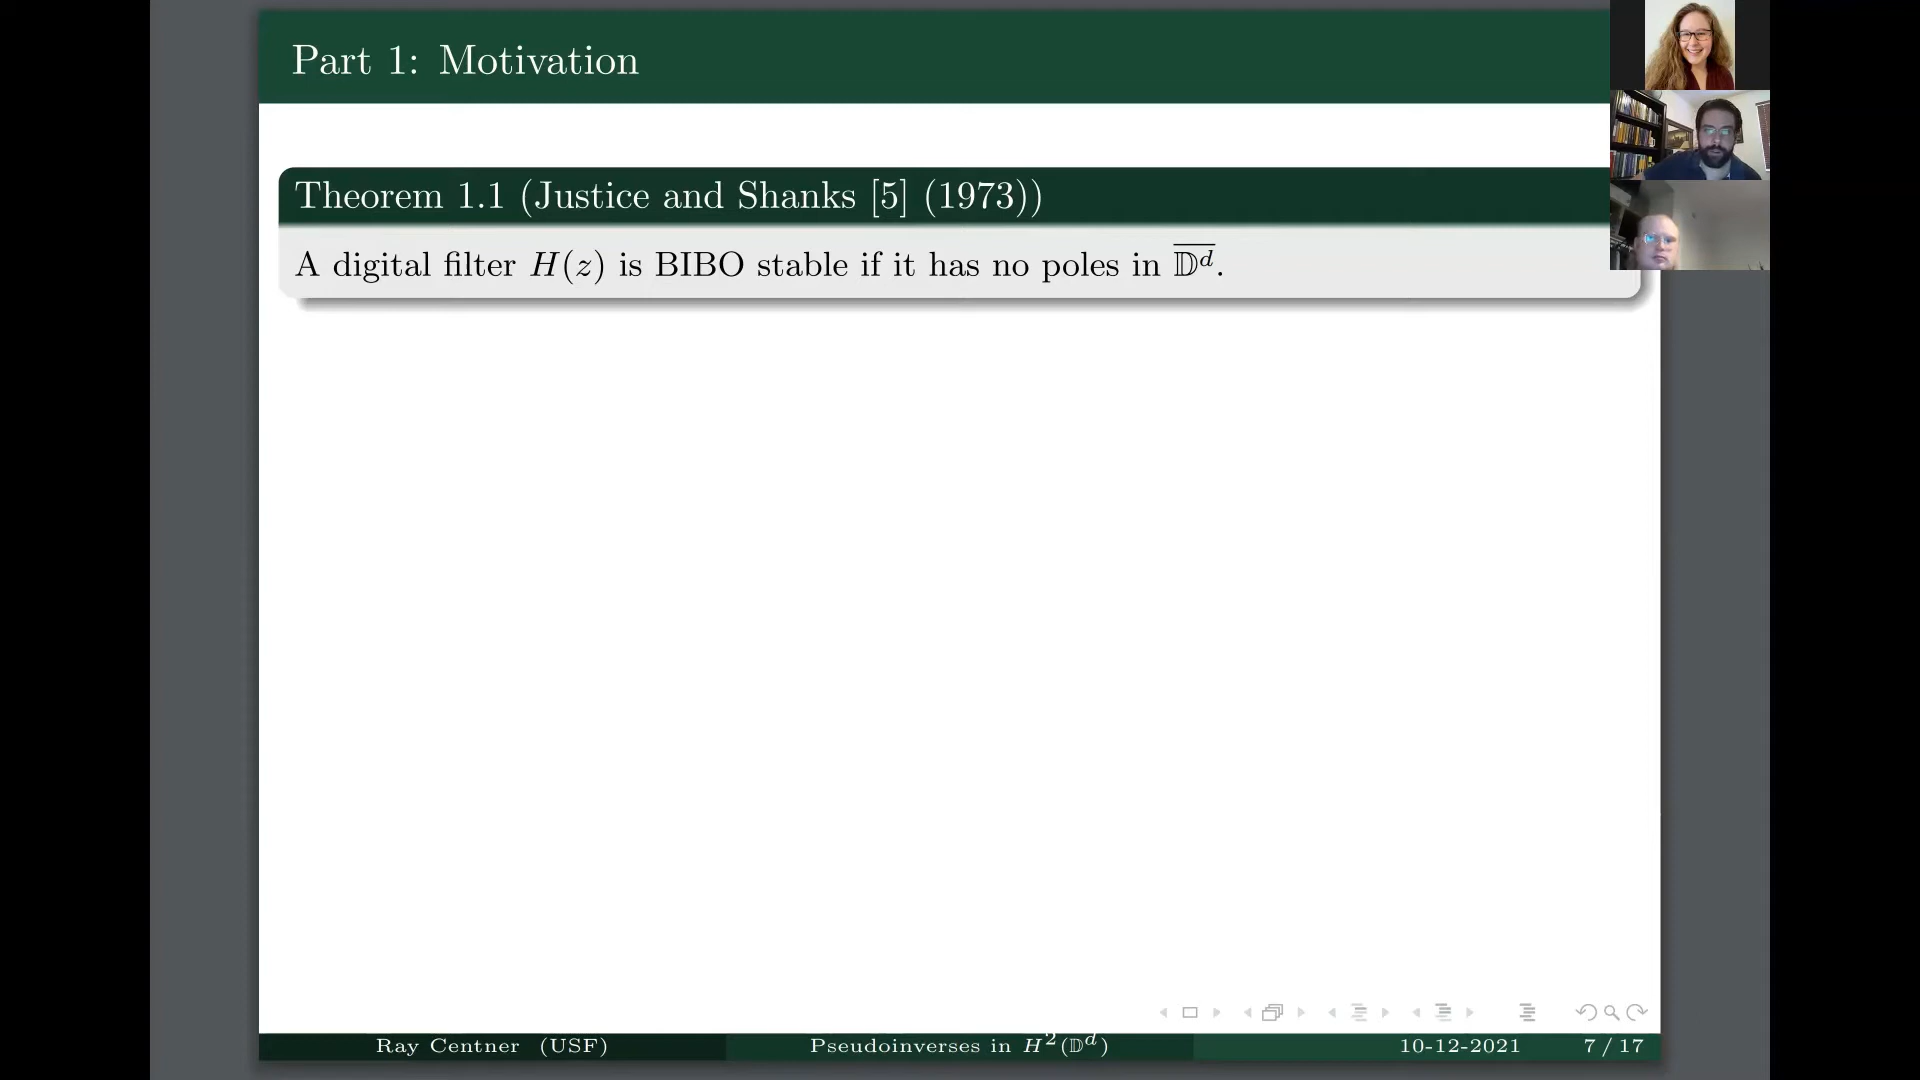 Part 1: Motivation
Theorem 1.1 (Justice and Shanks [5] (1973))
A digital filter $H(z)$ is BIBO stable if it has no poles in $\overline{\mathbb{D}^d}$.
Ray Centner (USF) Pseudoinverses in $H^2(\mathbb{D}^d)$ 10-12-2021 7 / 17